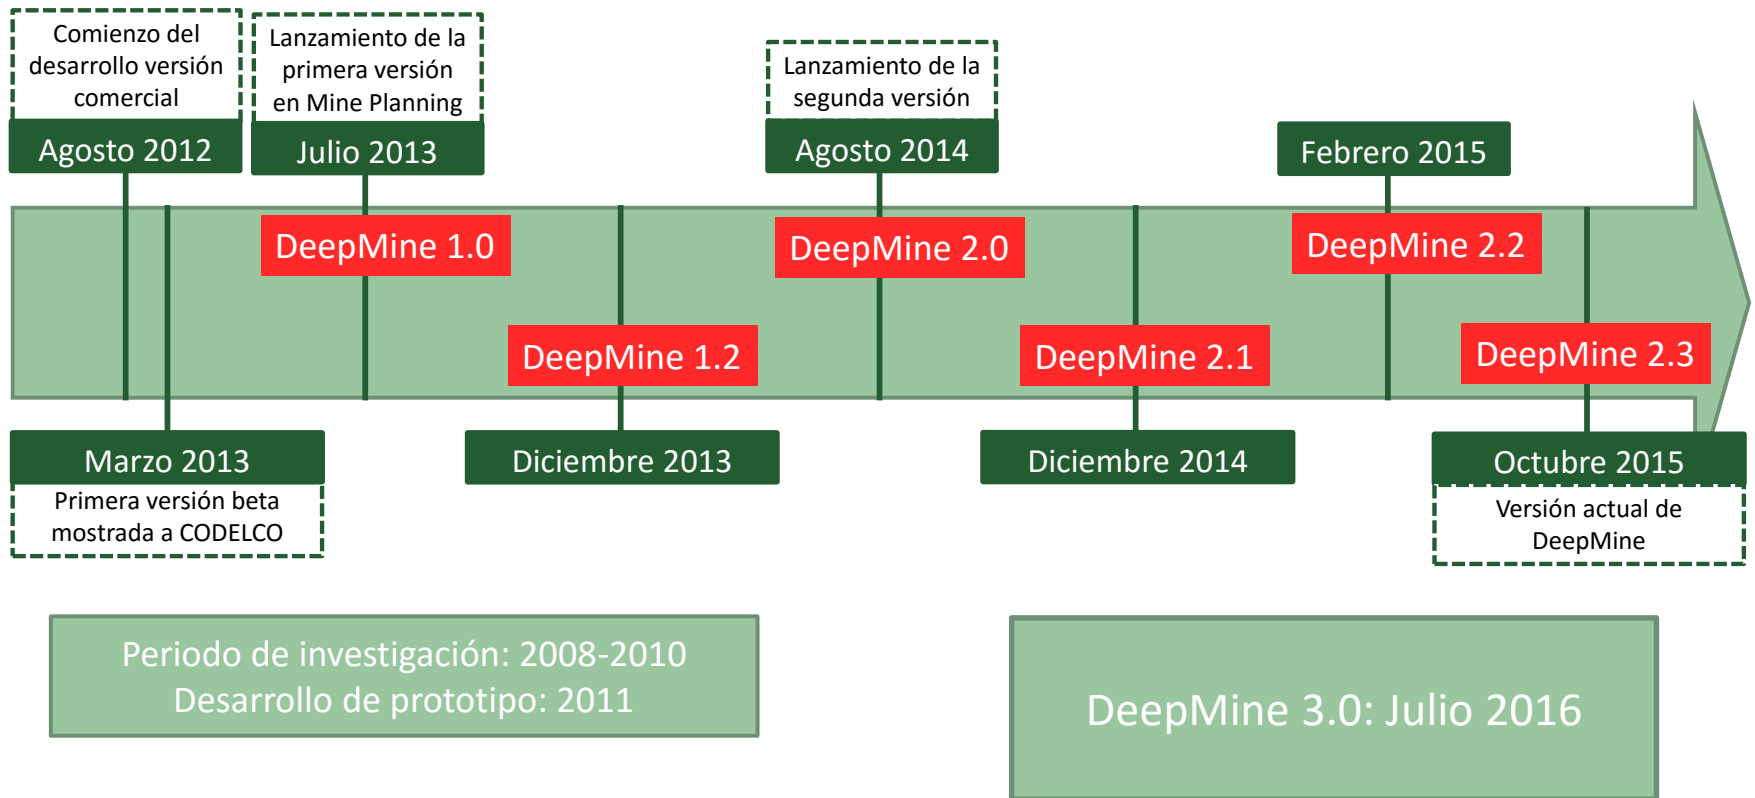 Comienzo del
desarrollo versión
comercial
Agosto 2012
Lanzamiento de la
primera versión
en Mine Planning
Julio 2013
Lanzamiento de la
segunda versión
Agosto 2014
Febrero 2015
DeepMine 1.0
DeepMine 2.0
DeepMine 2.2
DeepMine 1.2
DeepMine 2.1
DeepMine 2.3
Marzo 2013
Primera versión beta
mostrada a CODELCO
Diciembre 2013
Diciembre 2014
Octubre 2015
Versión actual de
DeepMine
Periodo de investigación: 2008-2010
Desarrollo de prototipo: 2011
DeepMine 3.0: Julio 2016